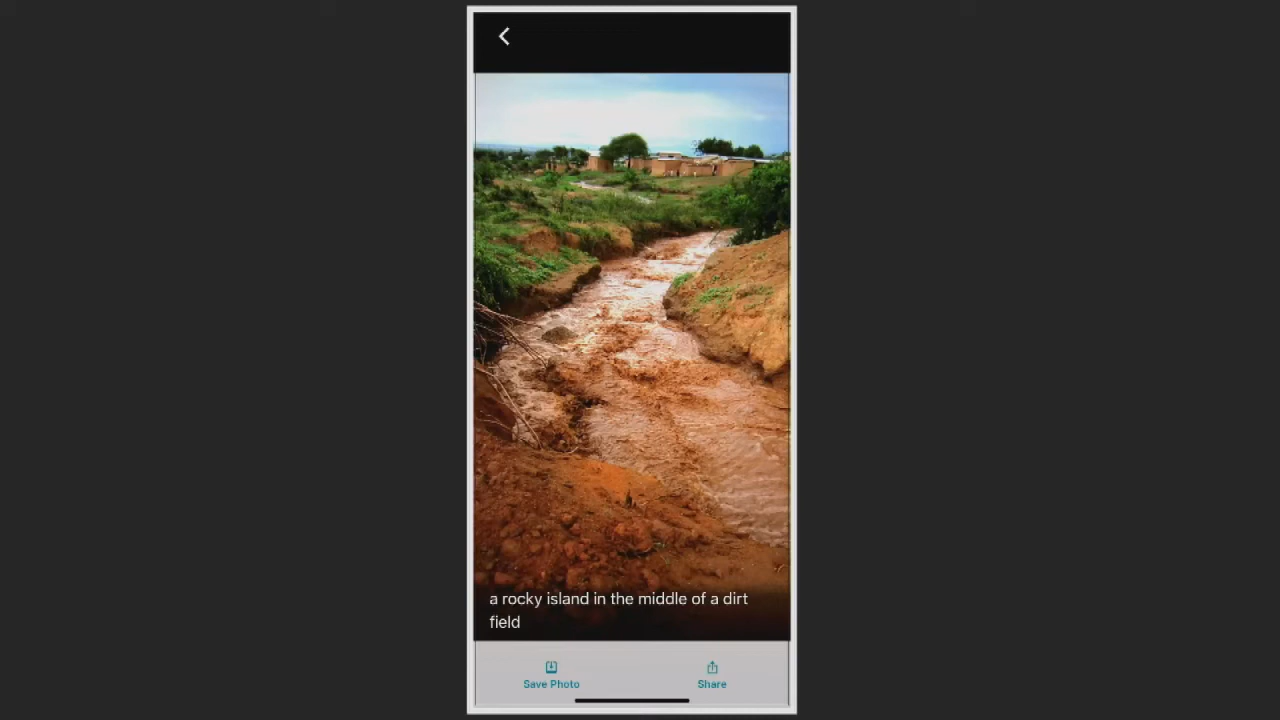 a rocky island in the middle of a dirt
field
Save Photo
Share